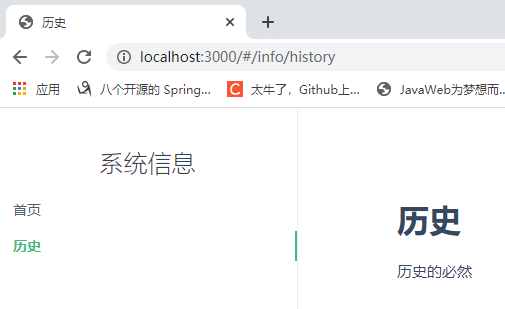 历史
localhost:3000/#/info/history
应用 八个开源的 Spring... 太牛了，Github上... JavaWeb为梦想而...
系统信息
首页
历史
历史
历史的必然